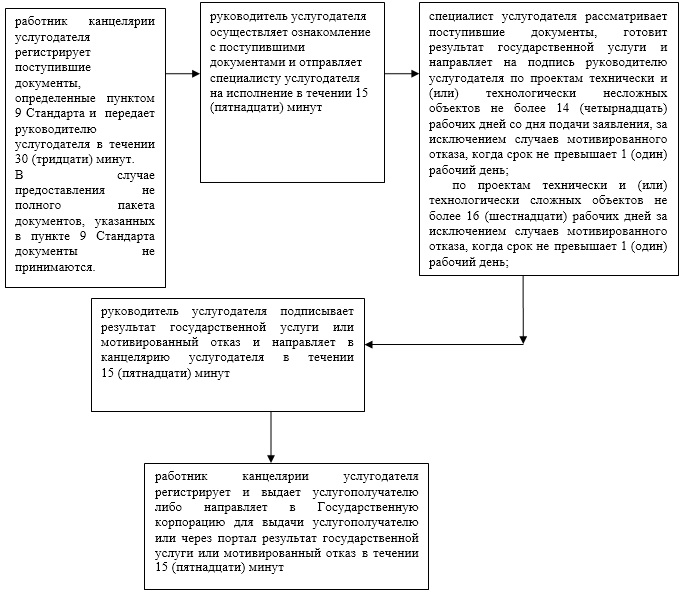 работник канцелярии
услугодателя
регистрирует
поступившие
документы,
определенные пунктом
9 Стандарта и передает
руководителю
услугодателя в течении
30 (тридцати) минут.
В случае
предоставления не
полного пакета
документов, указанных
в пункте 9 Стандарта
документы не
принимаются.
руководитель услугодателя
осуществляет ознакомление
с поступившими
документами и отправляет
специалисту услугодателя
на исполнение в течении 15
(пятнадцати) минут
специалист услугодателя рассматривает
поступившие документы, готовит
результат государственной услуги и
направляет на подпись руководителю
услугодателя по проектам технически и
(или) технологически несложных
объектов не более 14 (четырнадцать)
рабочих дней со дня подачи заявления, за
исключением случаев мотивированного
отказа, когда срок не превышает 1 (один)
рабочий день;
по проектам технически и (или)
технологически сложных объектов не
более 16 (шестнадцати) рабочих дней за
исключением случаев мотивированного
отказа, когда срок не превышает 1 (один)
рабочий день;
руководитель услугодателя подписывает
результат государственной услуги или
мотивированный отказ и направляет в
канцелярию услугодателя в течении
15 (пятнадцати) минут
работник канцелярии услугодателя
регистрирует и выдает услугополучателю
либо направляет в Государственную
корпорацию для выдачи услугополучателю
или через портал результат государственной
услуги или мотивированный отказ в течении
15 (пятнадцати) минут